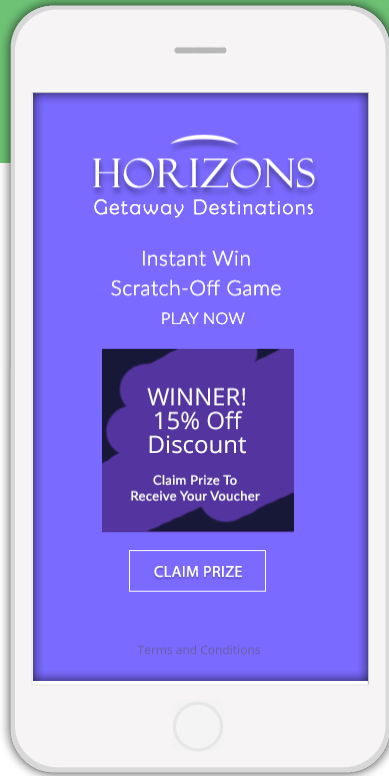 HORIZONS
Getaway Destinations
Instant Win
Scratch-Off Game
PLAY NOW
WINNER!
15% Off
Discount
Claim Prize To
Receive Your Voucher
CLAIM PRIZE
Terms and Conditions